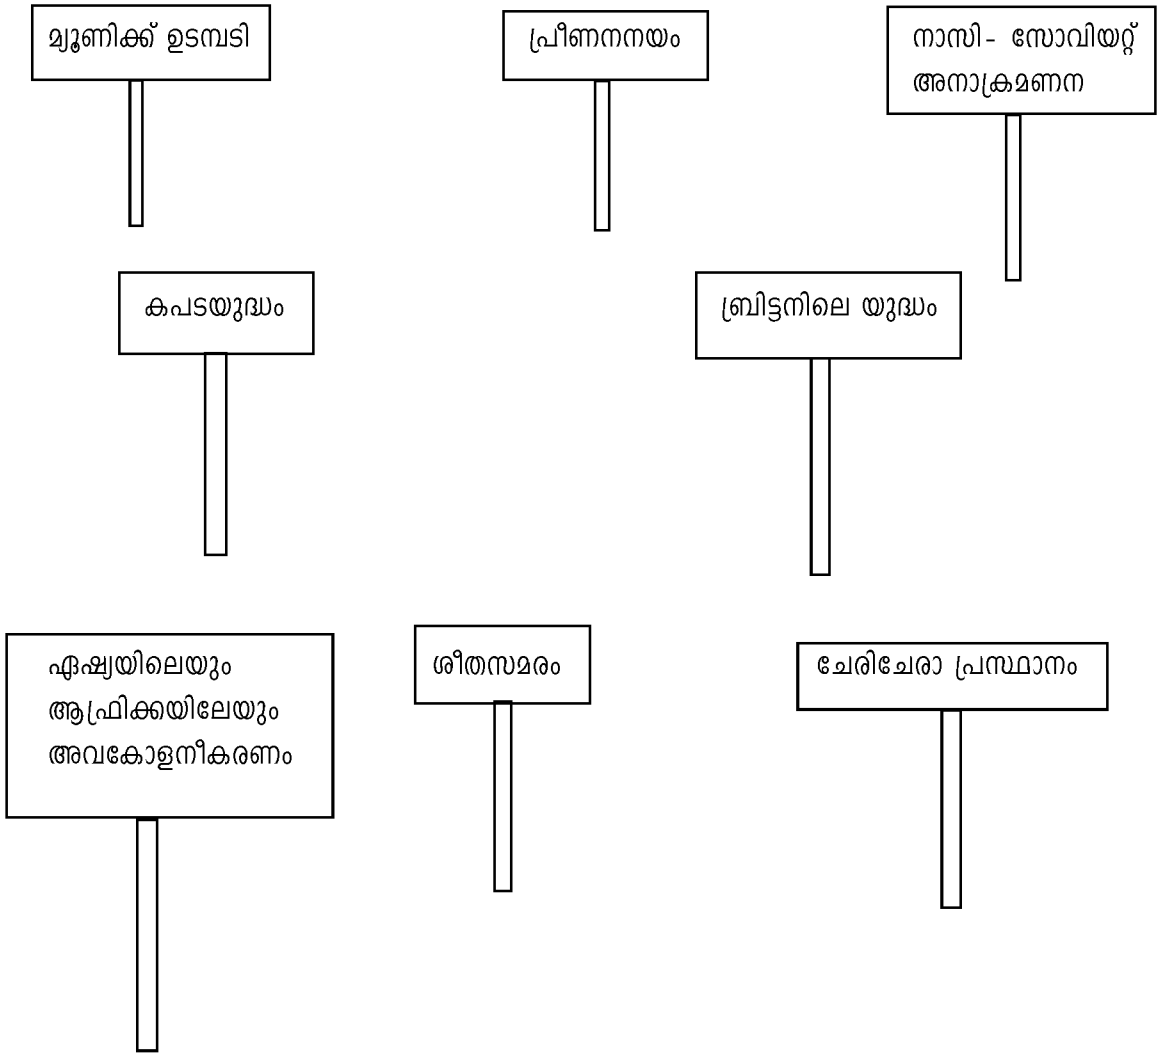 മ്യൂണിക്ക് ഉടമ്പടി
പ്രീണനനയം
നാസി - സോവിയറ്റ്
അനാക്രമണന
കപടയുദ്ധം
ബ്രിട്ടനിലെ യുദ്ധം
ഏഷ്യയിലെയും
ആഫ്രിക്കയിലേയും
അവകോളനീകരണം
ശീതസമരം
ചേരിചേരാ പ്രസ്ഥാനം